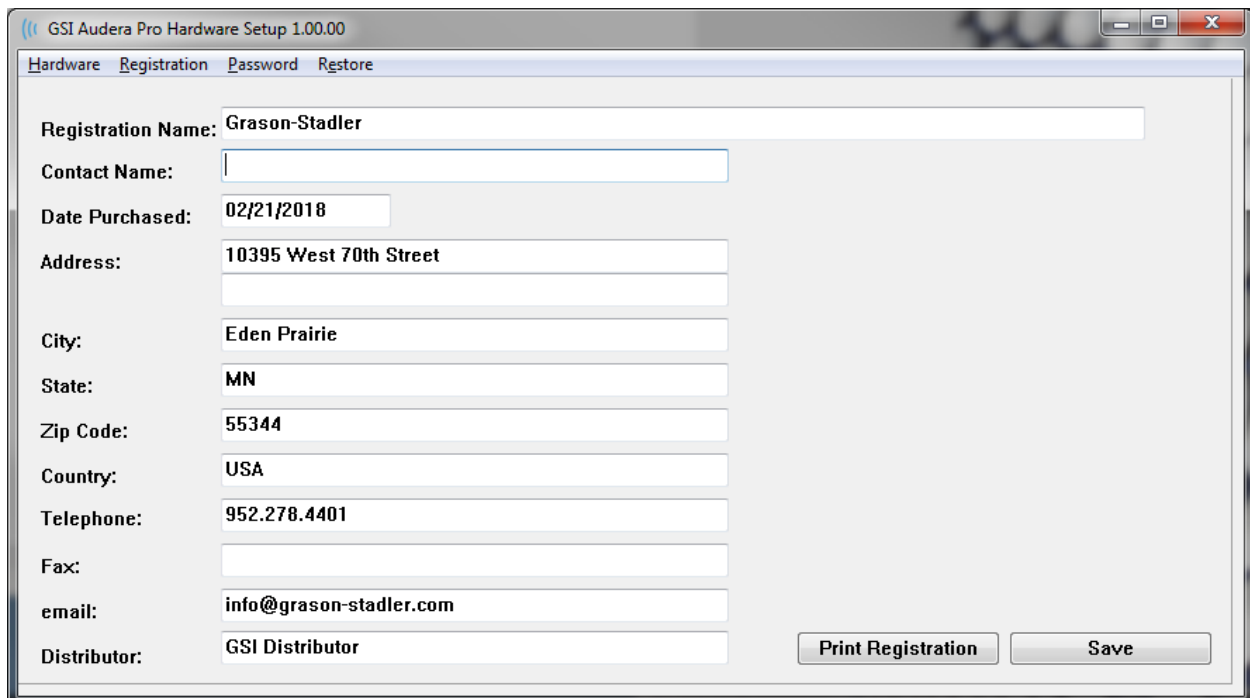 GSI Audera Pro Hardware Setup 1.00.00
Hardware Registration Password Restore
Registration Name: Grason-Stadler
Contact Name:
Date Purchased: 02/21/2018
Address: 10395 West 70th Street
City: Eden Prairie
State: MN
Zip Code: 55344
Country: USA
Telephone: 952.278.4401
Fax:
email: info@grason-stadler.com
Distributor: GSI Distributor
Print Registration Save